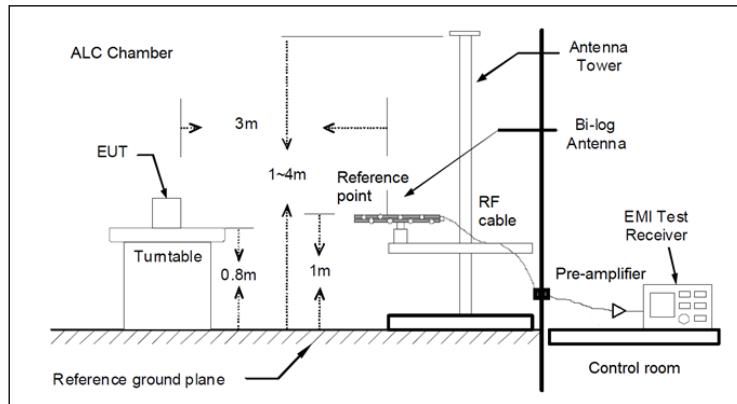 ALC Chamber
Antenna
Tower
3m
Bi-log
Antenna
EUT
1~4m
Reference
point
RF
cable
EMI Test
Receiver
Turntable
0.8m
1m
Pre-amplifier
Reference ground plane
Control room